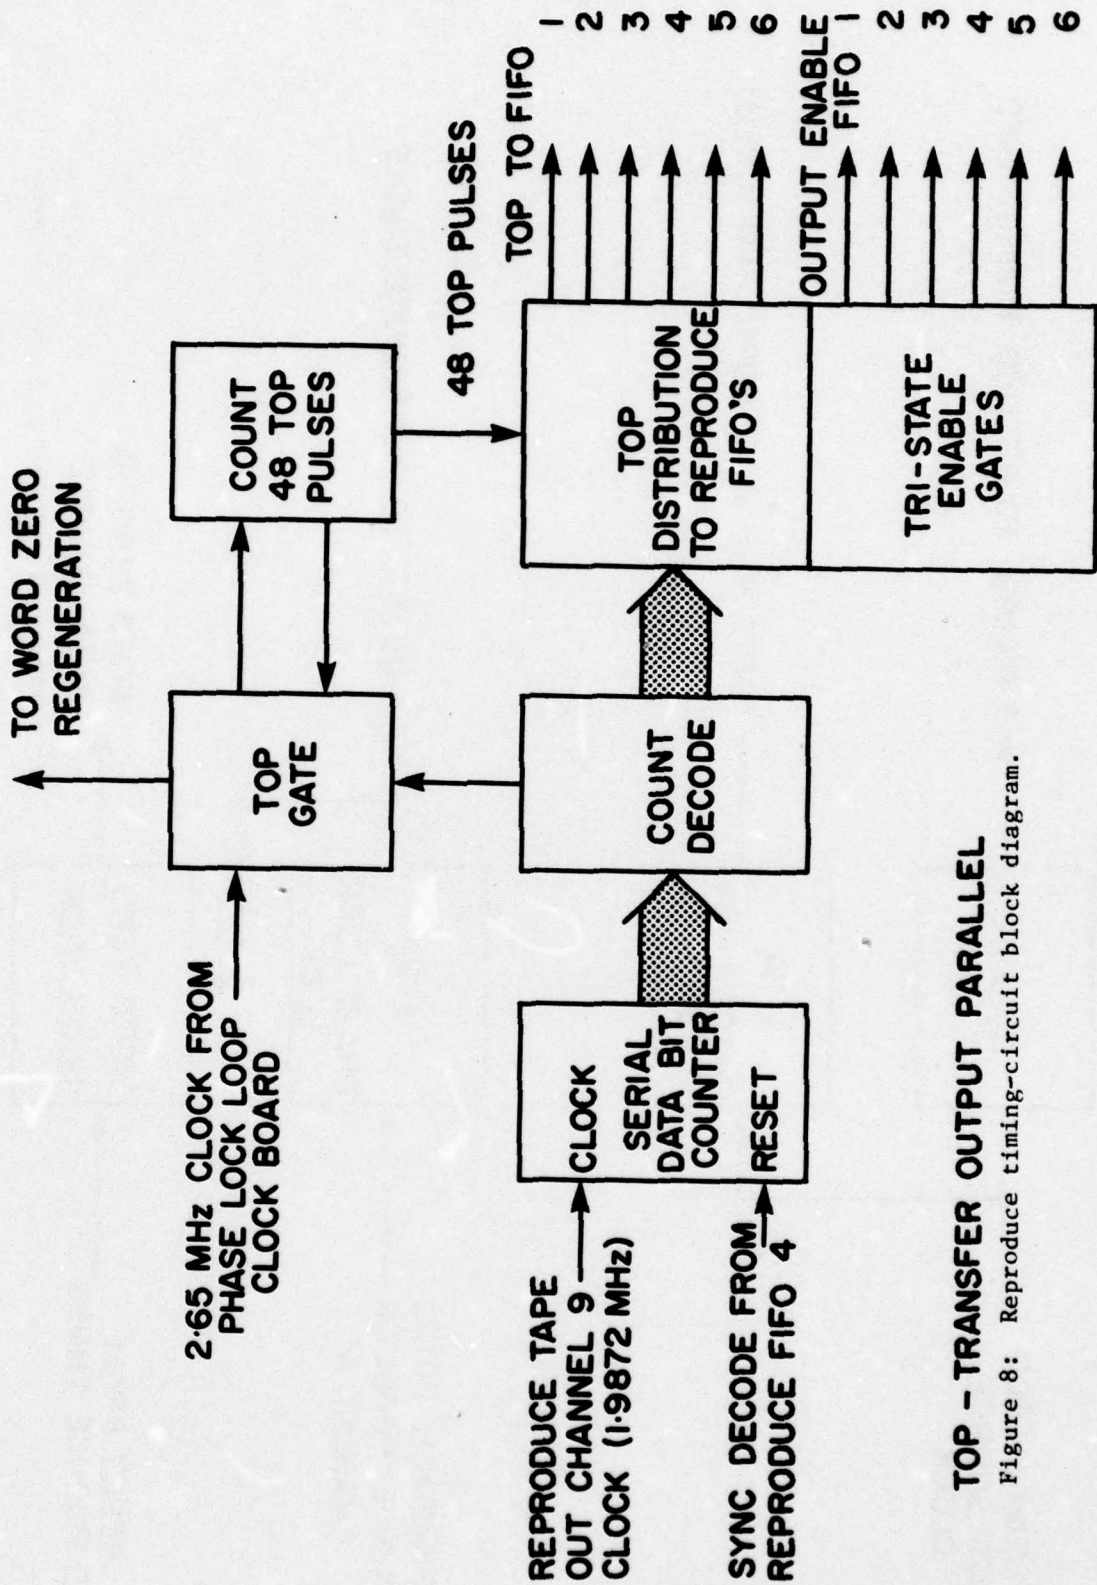 TO WORD ZERO
REGENERATION
2·65 MHz CLOCK FROM
PHASE LOCK LOOP
CLOCK BOARD
TOP
GATE
COUNT
48 TOP
PULSES
48 TOP PULSES
REPRODUCE TAPE
OUT CHANNEL 9
CLOCK (1·9872 MHz)
SYNC DECODE FROM
REPRODUCE FIFO 4
CLOCK
SERIAL
DATA BIT
COUNTER
RESET
COUNT
DECODE
TOP
DISTRIBUTION
TO REPRODUCE
FIFO'S
TRI-STATE
ENABLE
GATES
TOP TO FIFO
1
2
3
4
5
6
OUTPUT ENABLE
FIFO
1
2
3
4
5
6
TOP - TRANSFER OUTPUT PARALLEL
Figure 8: Reproduce timing-circuit block diagram.